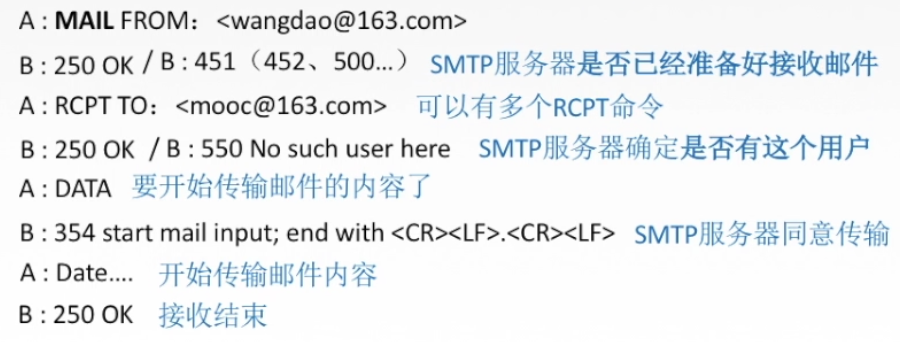 A : MAIL FROM：<wangdao@163.com>
B : 250 OK / B : 451（452、500...） SMTP服务器是否已经准备好接收邮件
A : RCPT TO：<mooc@163.com> 可以有多个RCPT命令
B : 250 OK / B : 550 No such user here SMTP服务器确定是否有这个用户
A : DATA 要开始传输邮件的内容了
B : 354 start mail input; end with <CR><LF>.<CR><LF> SMTP服务器同意传输
A : Date.... 开始传输邮件内容
B : 250 OK 接收结束